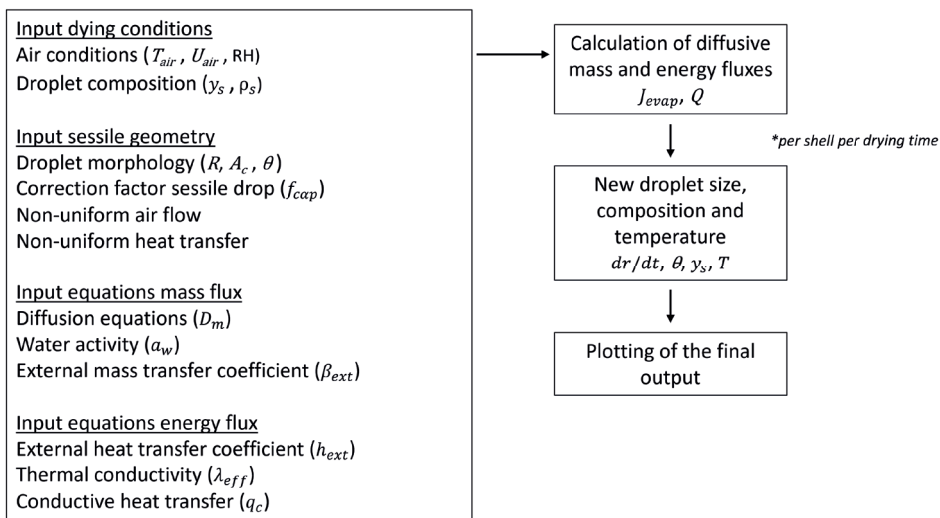 Input dying conditions
Air conditions (T_air , U_air , RH)
Droplet composition (y_s , ρ_s)
Input sessile geometry
Droplet morphology (R, A_c , θ)
Correction factor sessile drop (f_cap)
Non-uniform air flow
Non-uniform heat transfer
Input equations mass flux
Diffusion equations (D_m)
Water activity (a_w)
External mass transfer coefficient (β_ext)
Input equations energy flux
External heat transfer coefficient (h_ext)
Thermal conductivity (λ_eff)
Conductive heat transfer (q_c)
Calculation of diffusive
mass and energy fluxes
J_evap, Q
*per shell per drying time
New droplet size,
composition and
temperature
dr/dt, θ, y_s, T
Plotting of the final
output